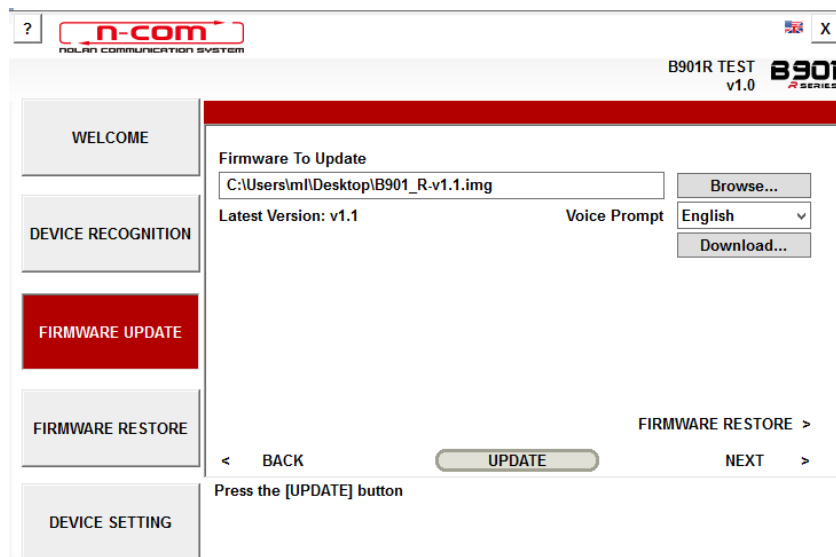 ?
n-com
X
NOLAN COMMUNICATION SYSTEM
B901R TEST
v1.0
B901
R SERIES
WELCOME
DEVICE RECOGNITION
FIRMWARE UPDATE
FIRMWARE RESTORE
DEVICE SETTING
Firmware To Update
C:\Users\ml\Desktop\B901_R-v1.1.img
Browse...
Latest Version: v1.1
Voice Prompt
English
Download...
FIRMWARE RESTORE >
< BACK
UPDATE
NEXT >
Press the [UPDATE] button